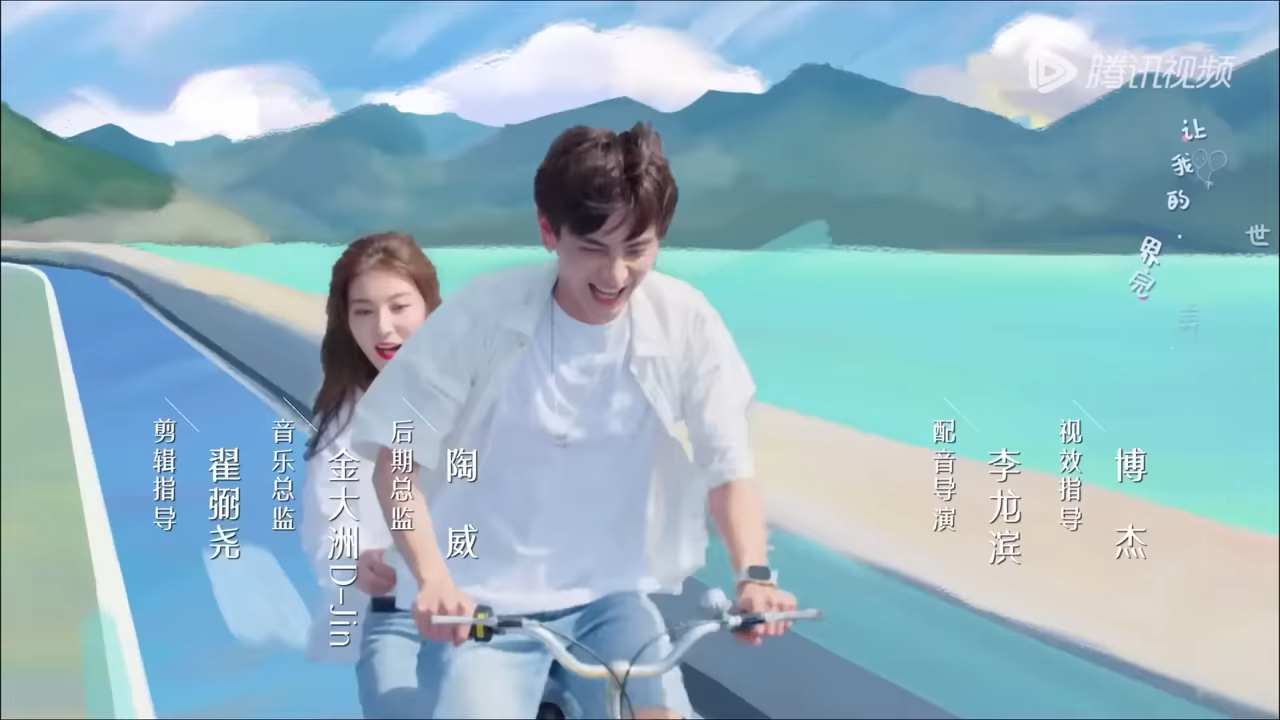 腾讯视频
让我的世界完
剪辑指导
翟弼尧
音乐总监
金大洲D-Jin
后期总监
陶威
配音导演
李龙滨
视效指导
博杰